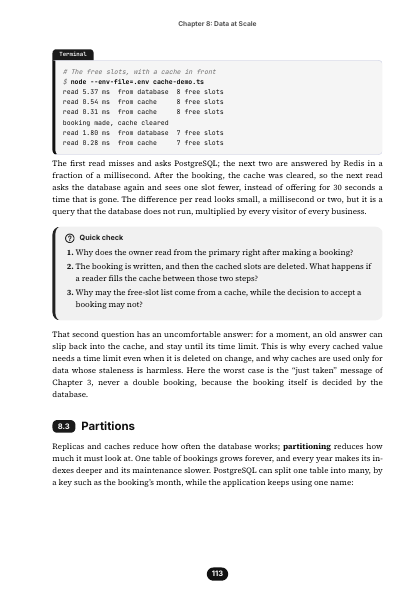 Chapter 8: Data at Scale
Terminal
# The free slots, with a cache in front
$ node --env-file=.env cache-demo.ts
read 5.37 ms from database 8 free slots
read 0.54 ms from cache 8 free slots
read 0.31 ms from cache 8 free slots
booking made, cache cleared
read 1.80 ms from database 7 free slots
read 0.28 ms from cache 7 free slots
The first read misses and asks PostgreSQL; the next two are answered by Redis in a
fraction of a millisecond. After the booking, the cache was cleared, so the next read
asks the database again and sees one slot fewer, instead of offering for 30 seconds a
time that is gone. The difference per read looks small, a millisecond or two, but it is a
query that the database does not run, multiplied by every visitor of every business.
? Quick check
1. Why does the owner read from the primary right after making a booking?
2. The booking is written, and then the cached slots are deleted. What happens if
a reader fills the cache between those two steps?
3. Why may the free-slot list come from a cache, while the decision to accept a
booking may not?
That second question has an uncomfortable answer: for a moment, an old answer can
slip back into the cache, and stay until its time limit. This is why every cached value
needs a time limit even when it is deleted on change, and why caches are used only for
data whose staleness is harmless. Here the worst case is the “just taken” message of
Chapter 3, never a double booking, because the booking itself is decided by the
database.
8.3 Partitions
Replicas and caches reduce how often the database works; partitioning reduces how
much it must look at. One table of bookings grows forever, and every year makes its in-
dexes deeper and its maintenance slower. PostgreSQL can split one table into many, by
a key such as the booking’s month, while the application keeps using one name:
113